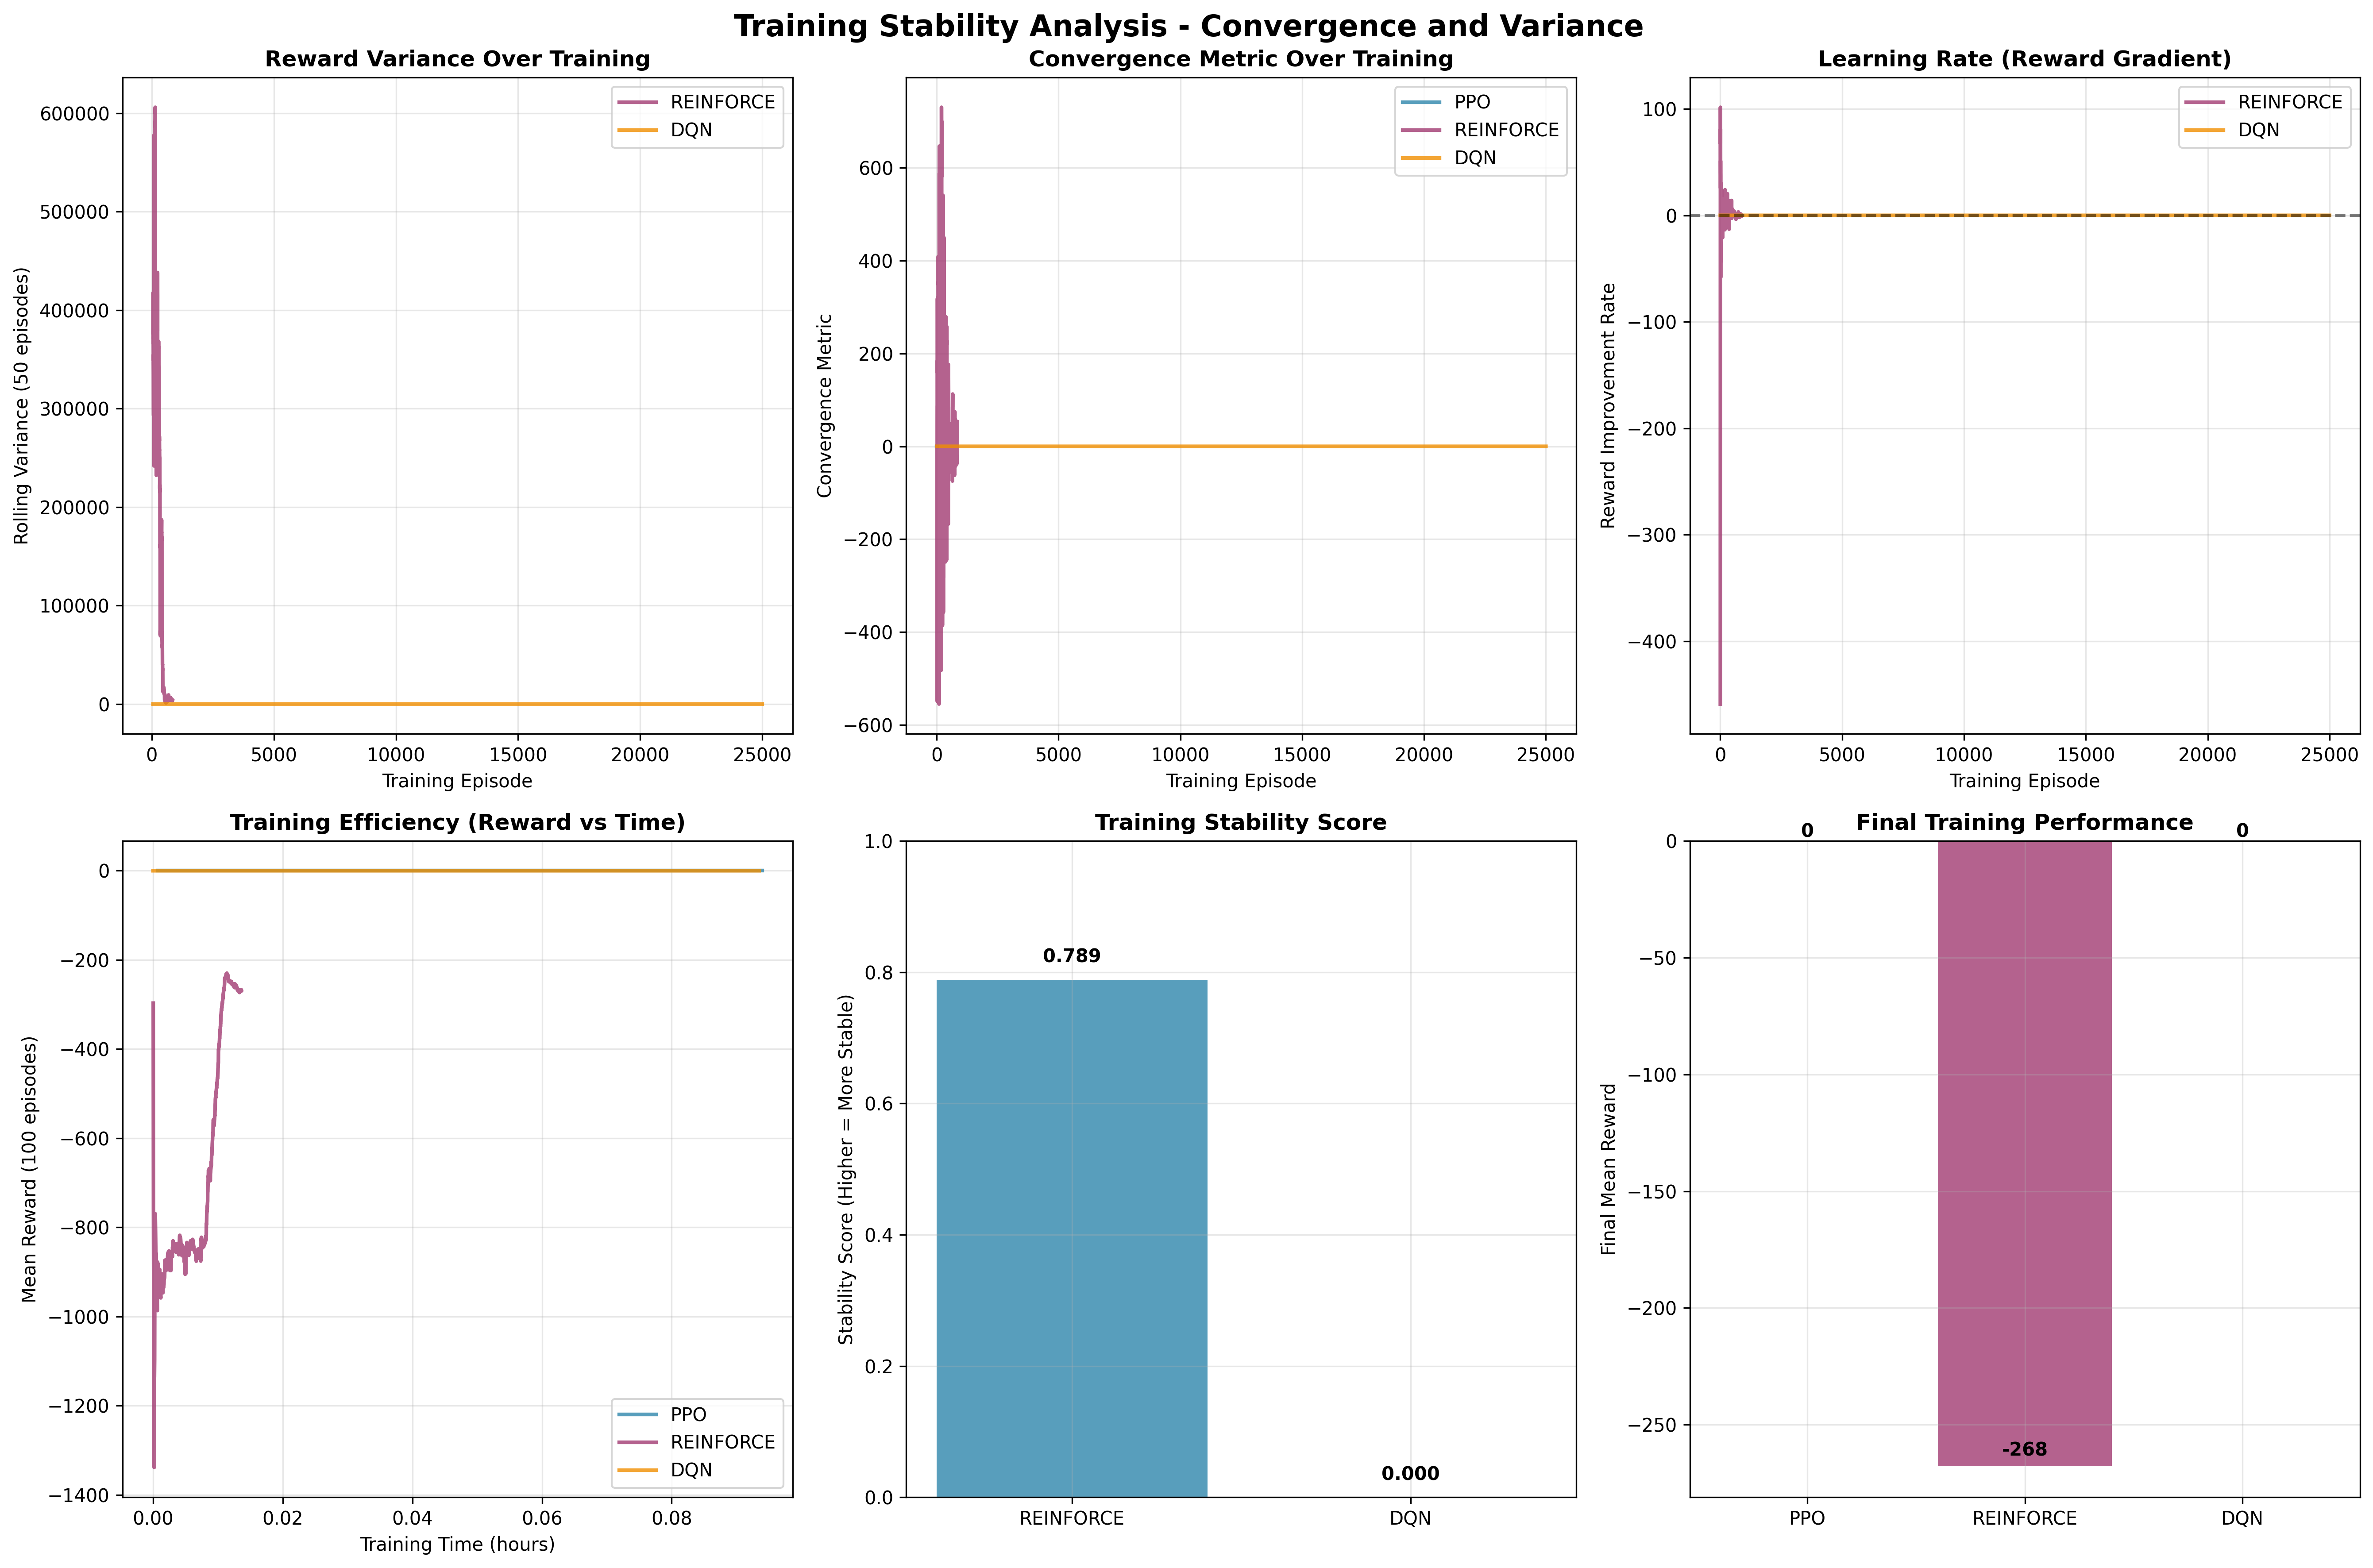 Training Stability Analysis - Convergence and Variance
Reward Variance Over Training
REINFORCE
DQN
600000
500000
400000
300000
200000
100000
0
Rolling Variance (50 episodes)
0 5000 10000 15000 20000 25000
Training Episode
Convergence Metric Over Training
PPO
REINFORCE
DQN
600
400
200
0
−200
−400
−600
Convergence Metric
0 5000 10000 15000 20000 25000
Training Episode
Learning Rate (Reward Gradient)
REINFORCE
DQN
100
0
−100
−200
−300
−400
Reward Improvement Rate
0 5000 10000 15000 20000 25000
Training Episode
Training Efficiency (Reward vs Time)
0
−200
−400
−600
−800
−1000
−1200
−1400
Mean Reward (100 episodes)
PPO
REINFORCE
DQN
0.00 0.02 0.04 0.06 0.08
Training Time (hours)
Training Stability Score
1.0
0.8
0.6
0.4
0.2
0.0
Stability Score (Higher = More Stable)
0.789
0.000
REINFORCE DQN
Final Training Performance
0 0
0
−50
−100
−150
−200
−250
Final Mean Reward
-268
PPO REINFORCE DQN